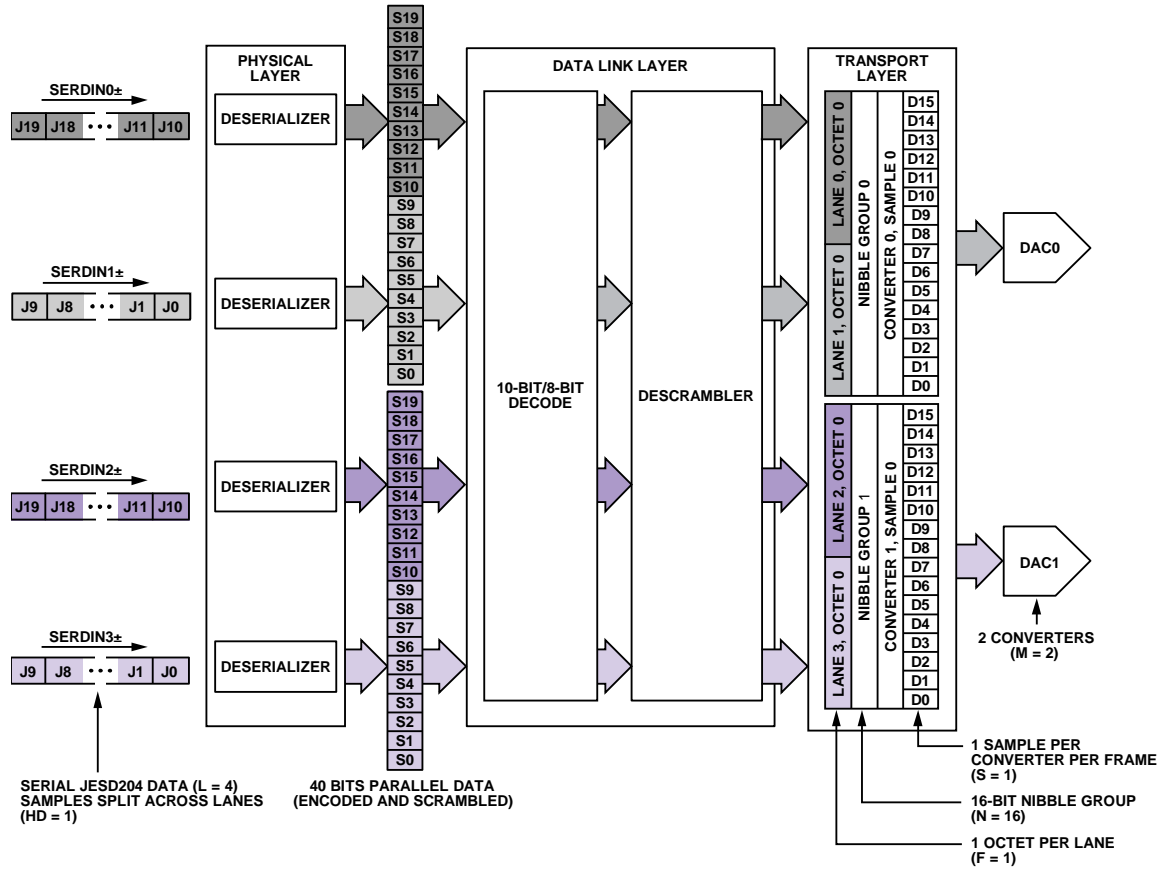 SERDIN0±
J19 J18 ••• J11 J10
SERDIN1±
J9 J8 ••• J1 J0
SERDIN2±
J19 J18 ••• J11 J10
SERDIN3±
J9 J8 ••• J1 J0
SERIAL JESD204 DATA (L = 4)
SAMPLES SPLIT ACROSS LANES
(HD = 1)
PHYSICAL
LAYER
DESERIALIZER
DESERIALIZER
DESERIALIZER
DESERIALIZER
S19
S18
S17
S16
S15
S14
S13
S12
S11
S10
S9
S8
S7
S6
S5
S4
S3
S2
S1
S0
S19
S18
S17
S16
S15
S14
S13
S12
S11
S10
S9
S8
S7
S6
S5
S4
S3
S2
S1
S0
40 BITS PARALLEL DATA
(ENCODED AND SCRAMBLED)
DATA LINK LAYER
10-BIT/8-BIT
DECODE
DESCRAMBLER
TRANSPORT
LAYER
LANE 0, OCTET 0
LANE 1, OCTET 0
NIBBLE GROUP 0
CONVERTER 0, SAMPLE 0
D15
D14
D13
D12
D11
D10
D9
D8
D7
D6
D5
D4
D3
D2
D1
D0
LANE 2, OCTET 0
LANE 3, OCTET 0
NIBBLE GROUP 1
CONVERTER 1, SAMPLE 0
D15
D14
D13
D12
D11
D10
D9
D8
D7
D6
D5
D4
D3
D2
D1
D0
DAC0
DAC1
2 CONVERTERS
(M = 2)
1 SAMPLE PER
CONVERTER PER FRAME
(S = 1)
16-BIT NIBBLE GROUP
(N = 16)
1 OCTET PER LANE
(F = 1)